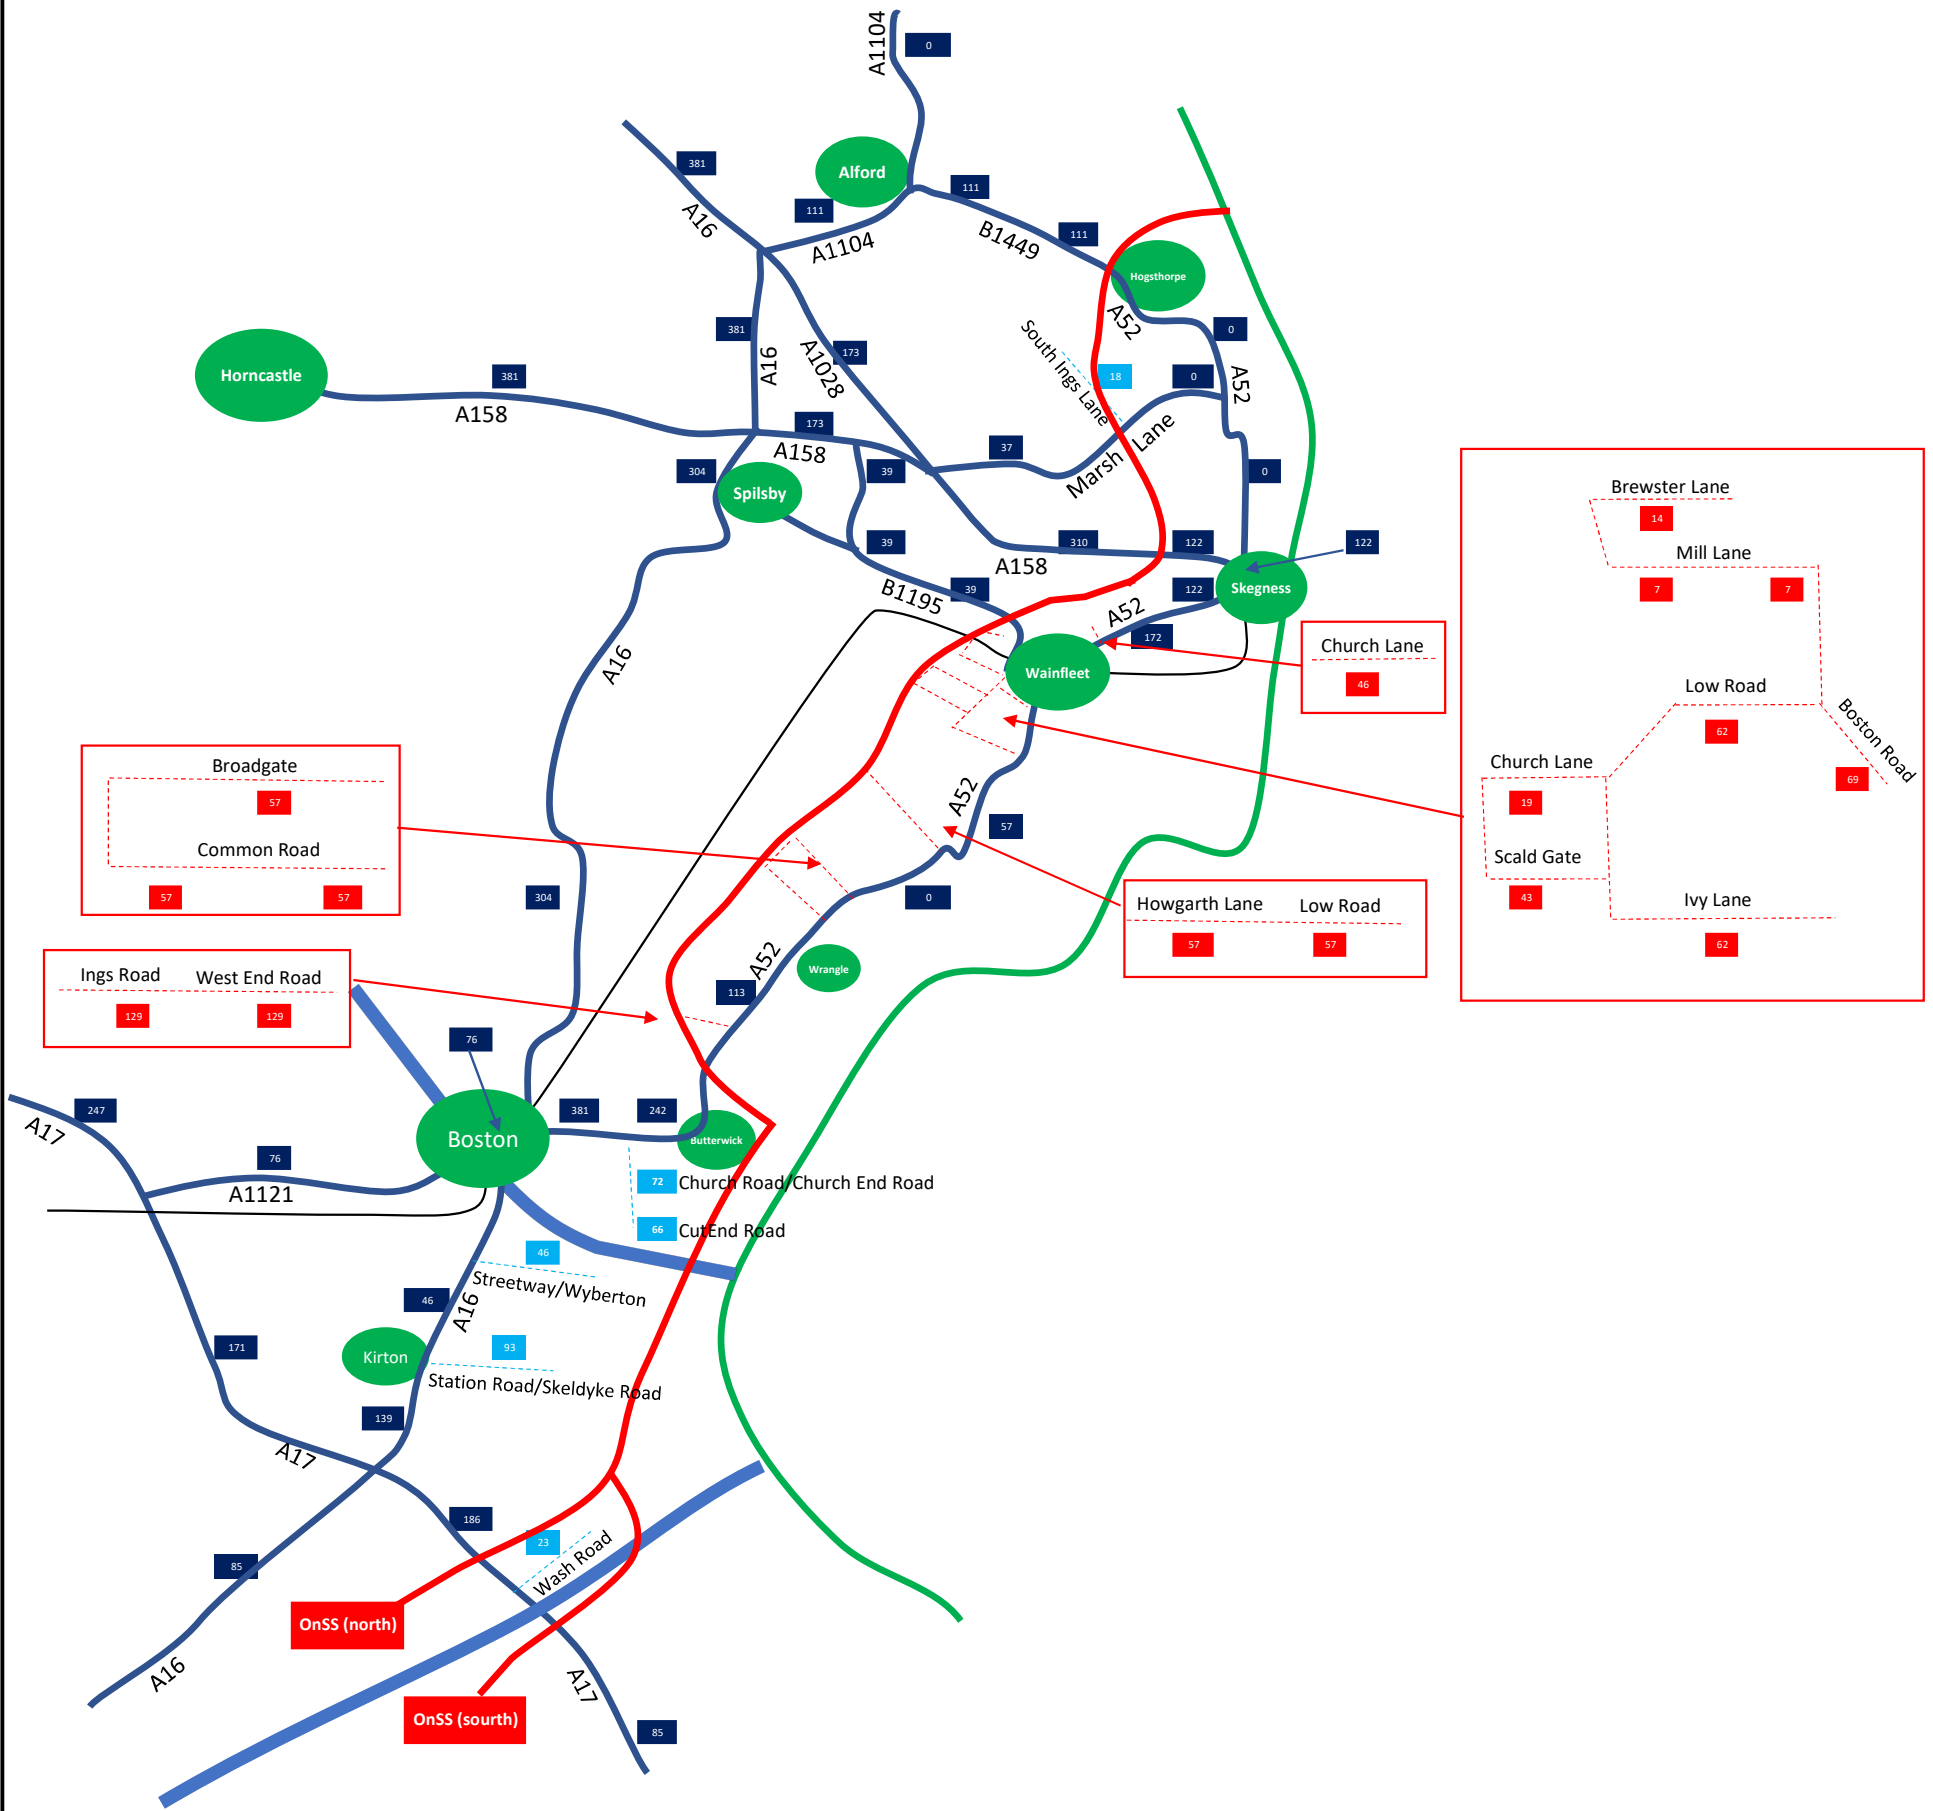 A1104
0
381
Alford
111
111
A16
A1104
B1449
111
Hogsthorpe
A52
0
381
A16
A1028
173
South Ings Lane
18
0
A52
Horncastle
381
A158
173
A158
37
Marsh Lane
304
Spilsby
39
0
39
310
122
122
A158
Skegness
B1195
39
122
A52
172
Wainfleet
A16
Church Lane
46
Brewster Lane
14
Mill Lane
7
7
Low Road
62
Boston Road
69
Church Lane
19
Scald Gate
43
Ivy Lane
62
Broadgate
57
Common Road
57
57
A52
57
304
0
Howgarth Lane
Low Road
57
57
Ings Road
West End Road
129
129
A52
Wrangle
113
76
247
A17
Boston
381
242
Butterwick
76
A1121
72
Church Road/Church End Road
66
CutEnd Road
46
Streetway/Wyberton
46
A16
93
Kirton
Station Road/Skeldyke Road
171
139
A17
186
23
Wash Road
85
OnSS (north)
A16
A17
OnSS (sourth)
85